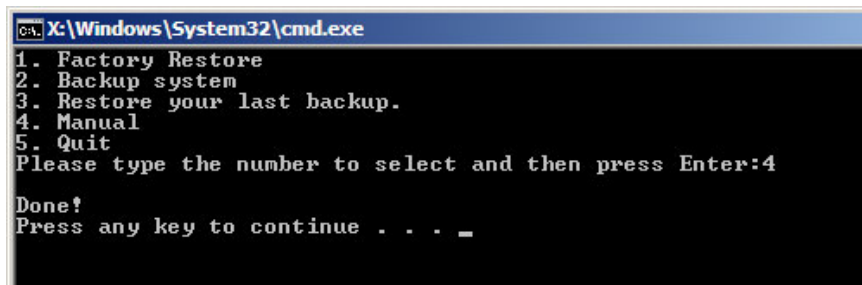 X:\Windows\System32\cmd.exe
1. Factory Restore
2. Backup system
3. Restore your last backup.
4. Manual
5. Quit
Please type the number to select and then press Enter:4
Done!
Press any key to continue . . . _